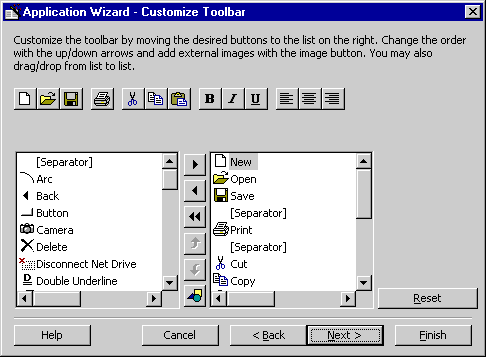 Application Wizard - Customize Toolbar
Customize the toolbar by moving the desired buttons to the list on the right. Change the order
with the up/down arrows and add external images with the image button. You may also
drag/drop from list to list.
B I U
[Separator]
Arc
Back
Button
Camera
Delete
Disconnect Net Drive
D Double Underline
New
Open
Save
[Separator]
Print
[Separator]
Cut
Copy
Reset
Help Cancel < Back Next > Finish